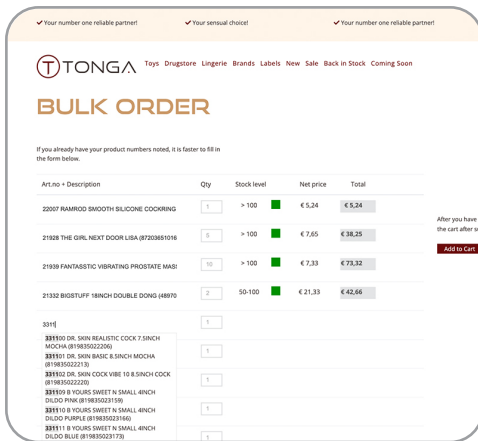 ✔ Your number one reliable partner! ✔ Your sensual choice! ✔ Your number one reliable partner!
T TONGA Toys Drugstore Lingerie Brands Labels New Sale Back in Stock Coming Soon
BULK ORDER
If you already have your product numbers noted, it is faster to fill in
the form below.
Art.no + Description Qty Stock level Net price Total
22007 RAMROD SMOOTH SILICONE COCKRING 1 > 100 € 5,24 € 5,24
21928 THE GIRL NEXT DOOR LISA (87203651016 5 > 100 € 7,65 € 38,25
After you have
the cart after su
Add to Cart
21939 FANTASSTIC VIBRATING PROSTATE MAS 10 > 100 € 7,33 € 73,32
21332 BIGSTUFF 18INCH DOUBLE DONG (48970 2 50-100 € 21,33 € 42,66
3311 1
331100 DR. SKIN REALISTIC COCK 7.5INCH
MOCHA (819835022206)
331101 DR. SKIN BASIC 8.5INCH MOCHA
(819835022213)
1
331102 DR. SKIN COCK VIBE 10 8.5INCH COCK
(819835022220)
1
331109 B YOURS SWEET N SMALL 4INCH
DILDO PINK (819835023159)
331110 B YOURS SWEET N SMALL 4INCH
DILDO PURPLE (819835023166)
1
331111 B YOURS SWEET N SMALL 4INCH
DILDO BLUE (819835023173)
1